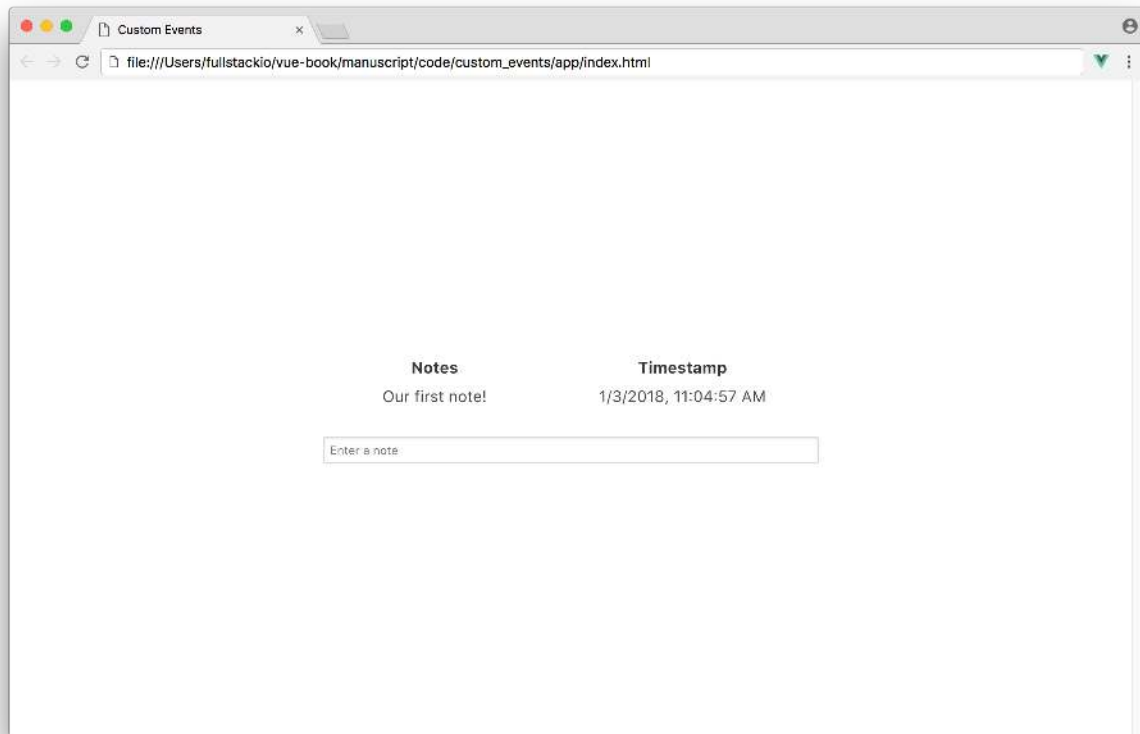 Custom Events
file:///Users/fullstackio/vue-book/manuscript/code/custom_events/app/index.html
Notes Timestamp
Our first note! 1/3/2018, 11:04:57 AM
Enter a note